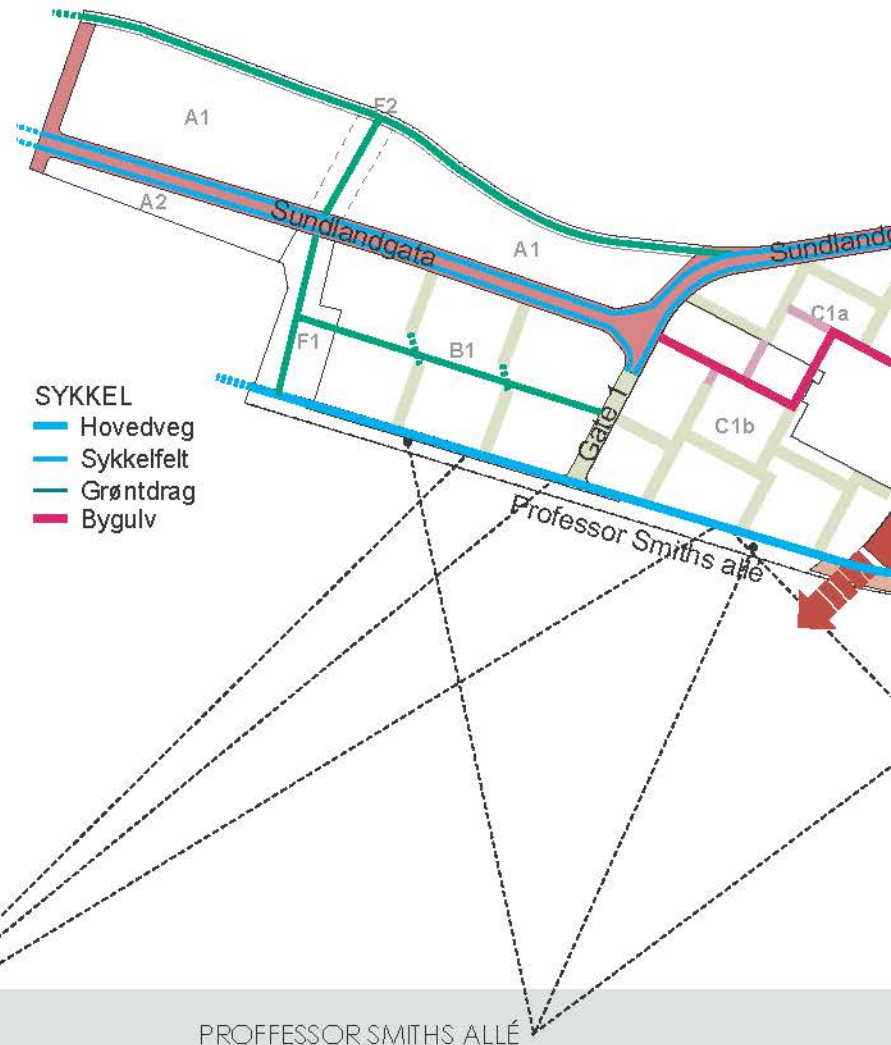 F2
A1
A2
Sundlandgata
A1
Sundlandg
C1a
F1
B1
Gate 1
C1b
SYKKEL
Hovedveg
Sykkelfelt
Grøntdrag
Bygulv
Professor Smiths allé
PROFFESSOR SMITHS ALLÉ